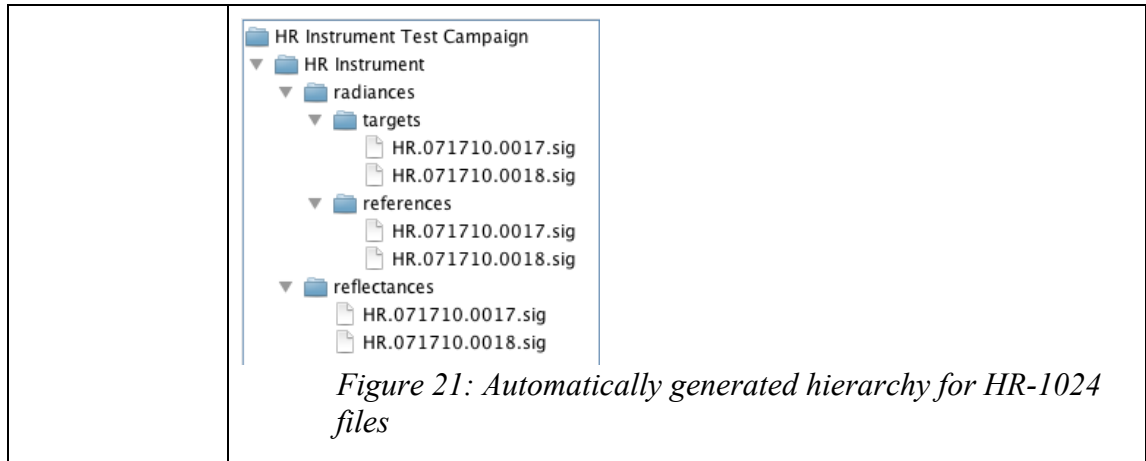 HR Instrument Test Campaign
HR Instrument
radiances
targets
HR.071710.0017.sig
HR.071710.0018.sig
references
HR.071710.0017.sig
HR.071710.0018.sig
reflectances
HR.071710.0017.sig
HR.071710.0018.sig
Figure 21: Automatically generated hierarchy for HR-1024
files